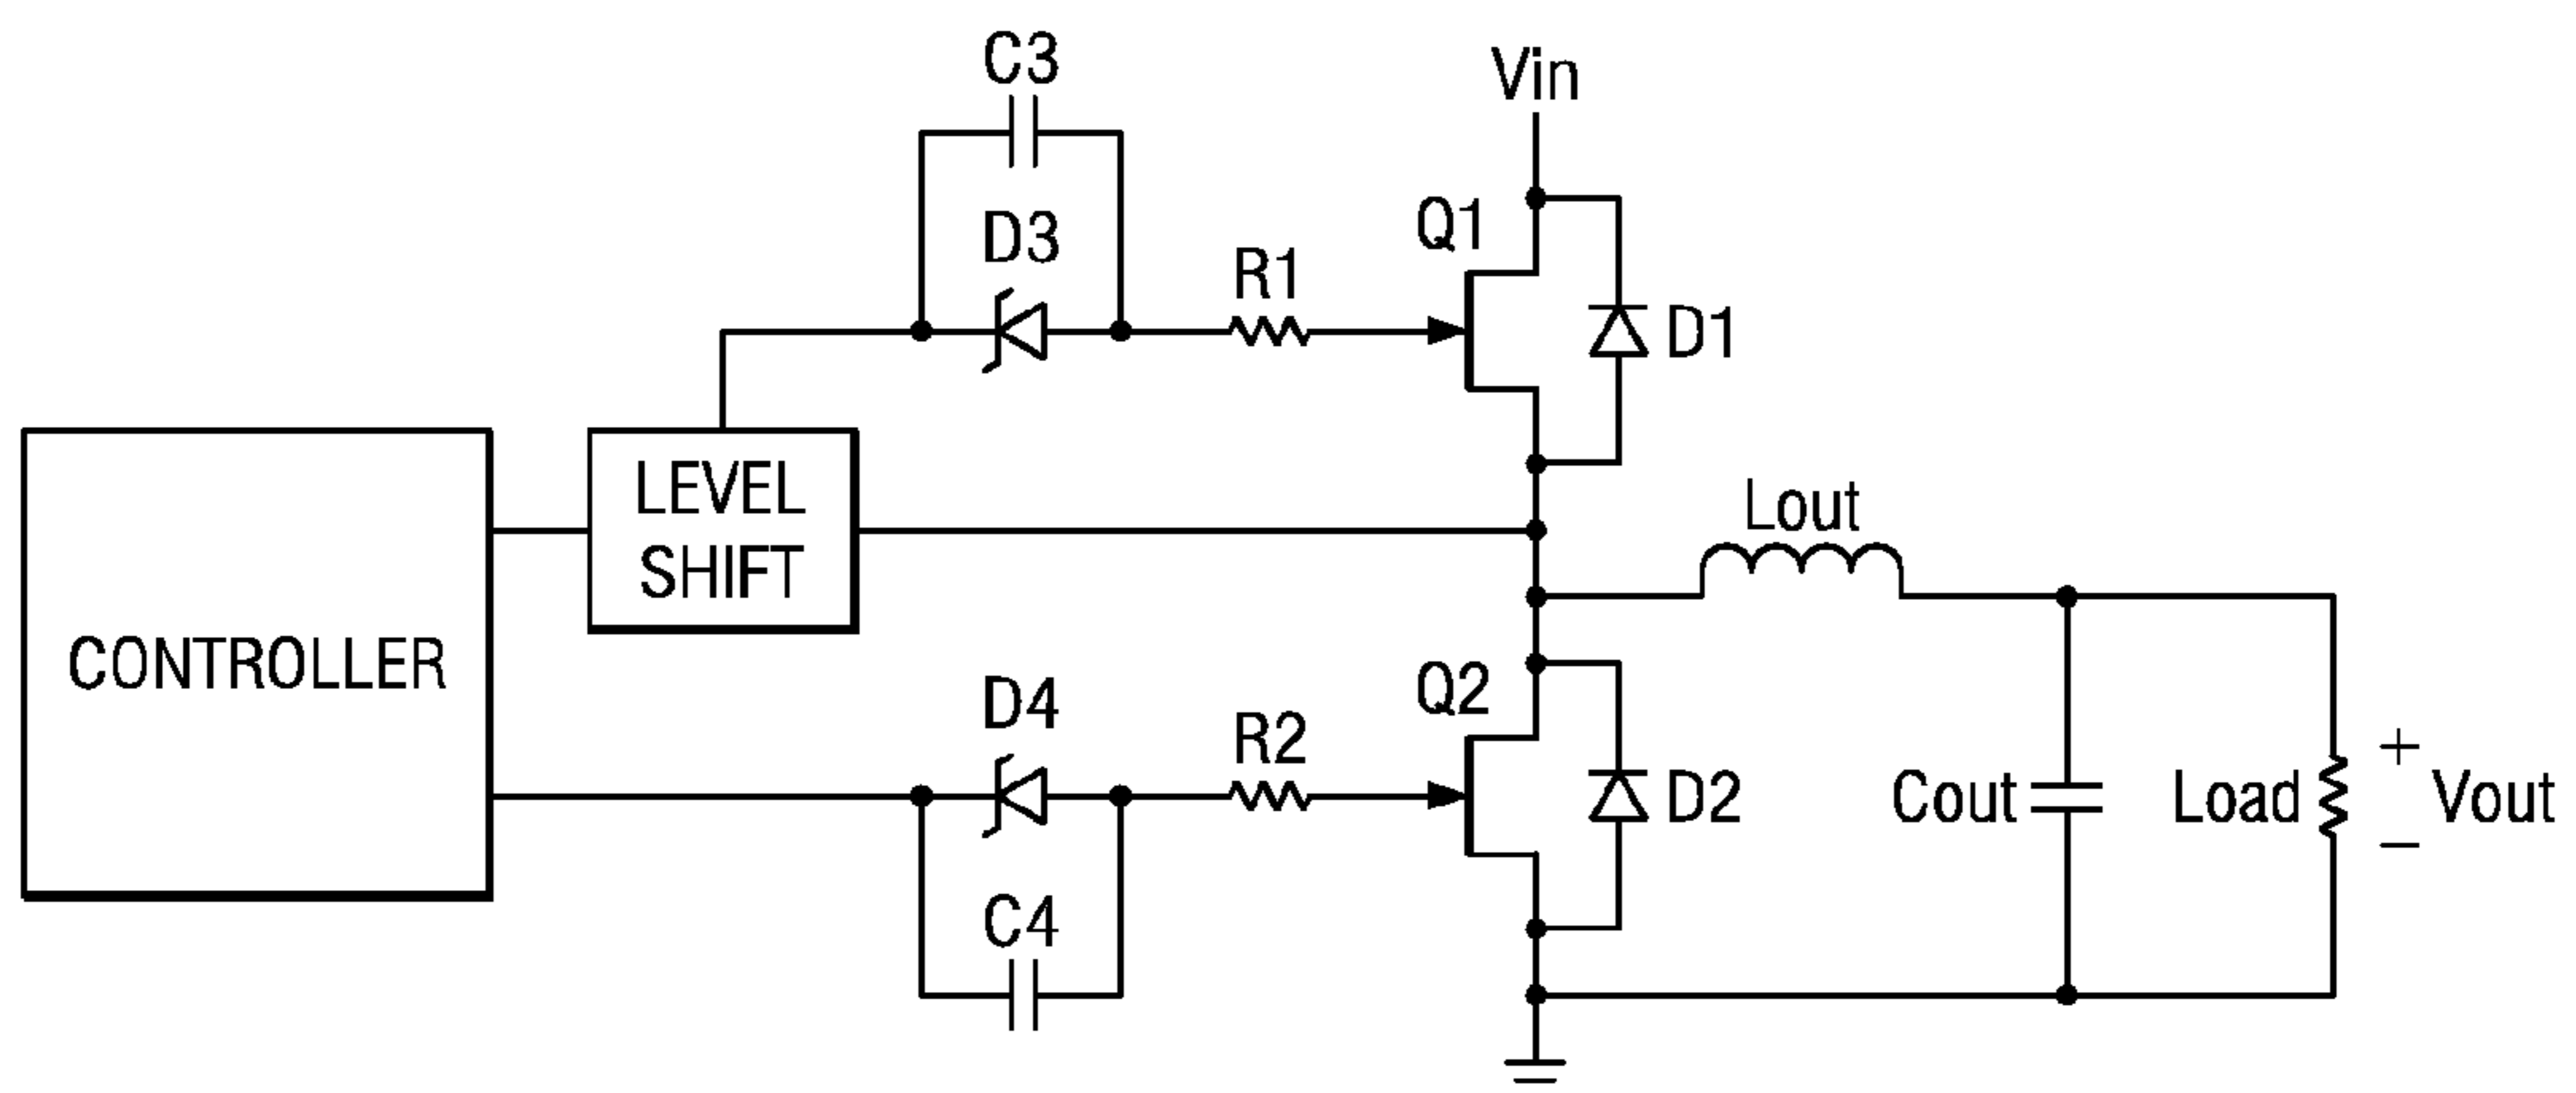 C3
Vin
D3
Q1
R1
D1
LEVEL
SHIFT
Lout
CONTROLLER
D4
Q2
R2
D2
Cout
Load
+
Vout
−
C4